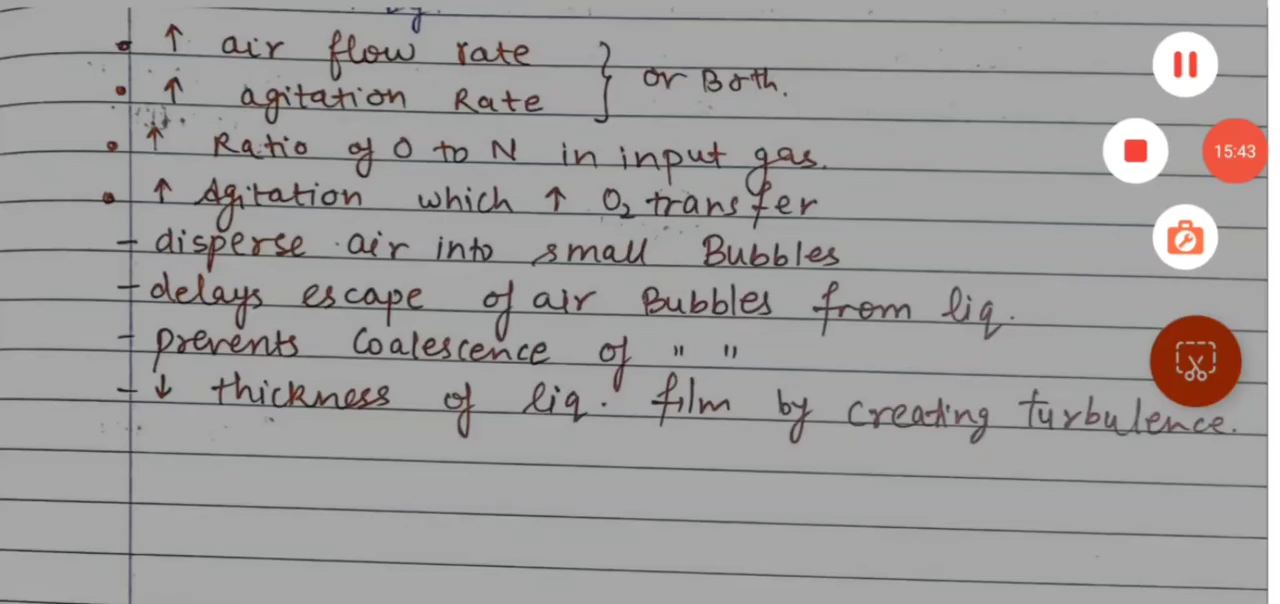 by
• ↑ air flow rate } or Both.
• ↑ agitation Rate
• ↑ Ratio of O to N in input gas.
• ↑ Agitation which ↑ O₂ transfer
- disperse air into small Bubbles
- delays escape of air Bubbles from liq.
- prevents Coalescence of " "
- ↓ thickness of liq. film by creating turbulence.
15:43